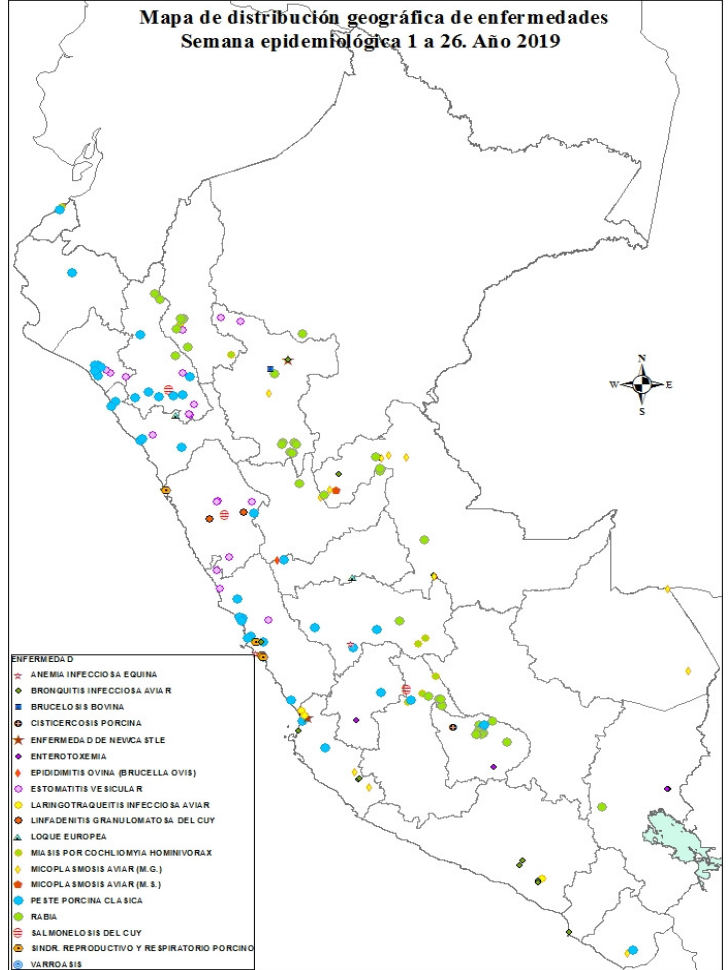 Mapa de distribución geográfica de enfermedades
Semana epidemiológica 1 a 26. Año 2019
N
W E
S
ENFERMEDAD
ANEMIA INFECCIOSA EQUINA
BRONQUITIS INFECCIOSA AVIAR
BRUCELOSIS BOVINA
CISTICERCOSIS PORCINA
ENFERMEDAD DE NEWCASTLE
ENTEROTOXEMIA
EPIDIDIMITIS OVINA (BRUCELLA OVIS)
ESTOMATITIS VESICULAR
LARINGOTRAQUEITIS INFECCIOSA AVIAR
LINFADENITIS GRANULOMATOSA DEL CUY
LOQUE EUROPEA
MIASIS POR COCHLIOMYIA HOMINIVORAX
MICOPLASMOSIS AVIAR (M.G.)
MICOPLASMOSIS AVIAR (M.S.)
PESTE PORCINA CLASICA
RABIA
SALMONELOSIS DEL CUY
SINDR. REPRODUCTIVO Y RESPIRATORIO PORCINO
VARROASIS